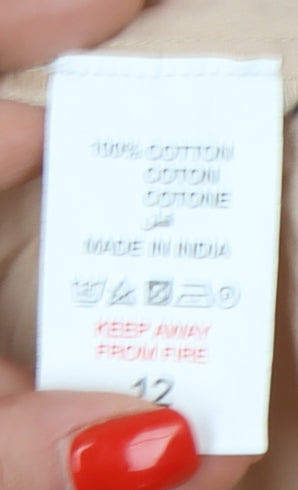 100% COTTON
COTON
COTONE
قطن
MADE IN INDIA
KEEP AWAY
FROM FIRE
12